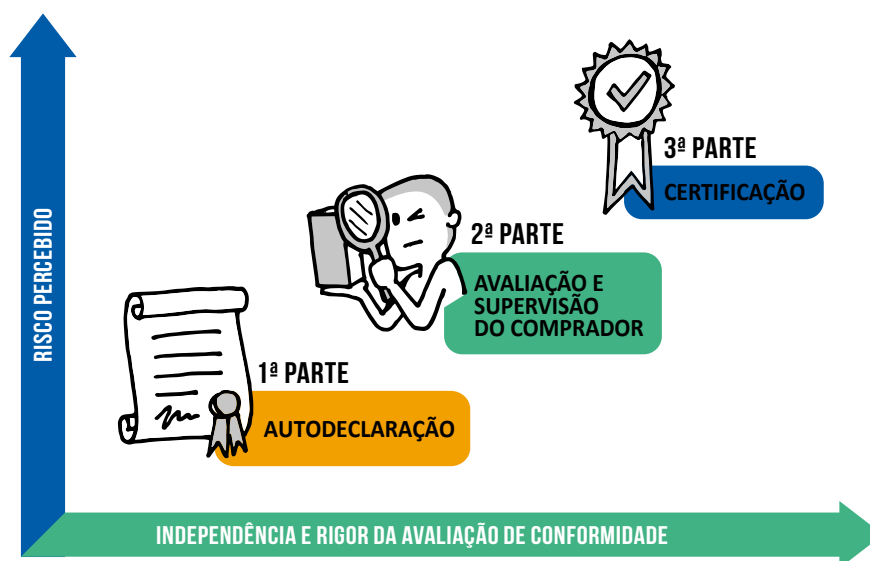 3ª PARTE
CERTIFICAÇÃO
2ª PARTE
AVALIAÇÃO E
SUPERVISÃO
DO COMPRADOR
1ª PARTE
AUTODECLARAÇÃO
RISCO PERCEBIDO
INDEPENDÊNCIA E RIGOR DA AVALIAÇÃO DE CONFORMIDADE